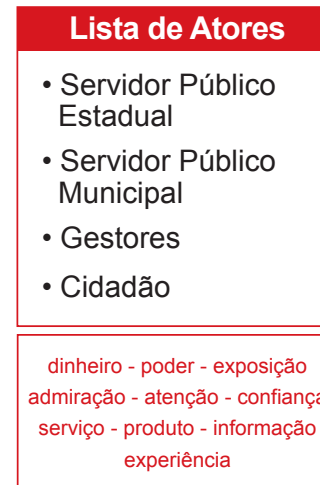 Lista de Atores
• Servidor Público
Estadual
• Servidor Público
Municipal
• Gestores
• Cidadão
dinheiro - poder - exposição
admiração - atenção - confiança
serviço - produto - informação
experiência